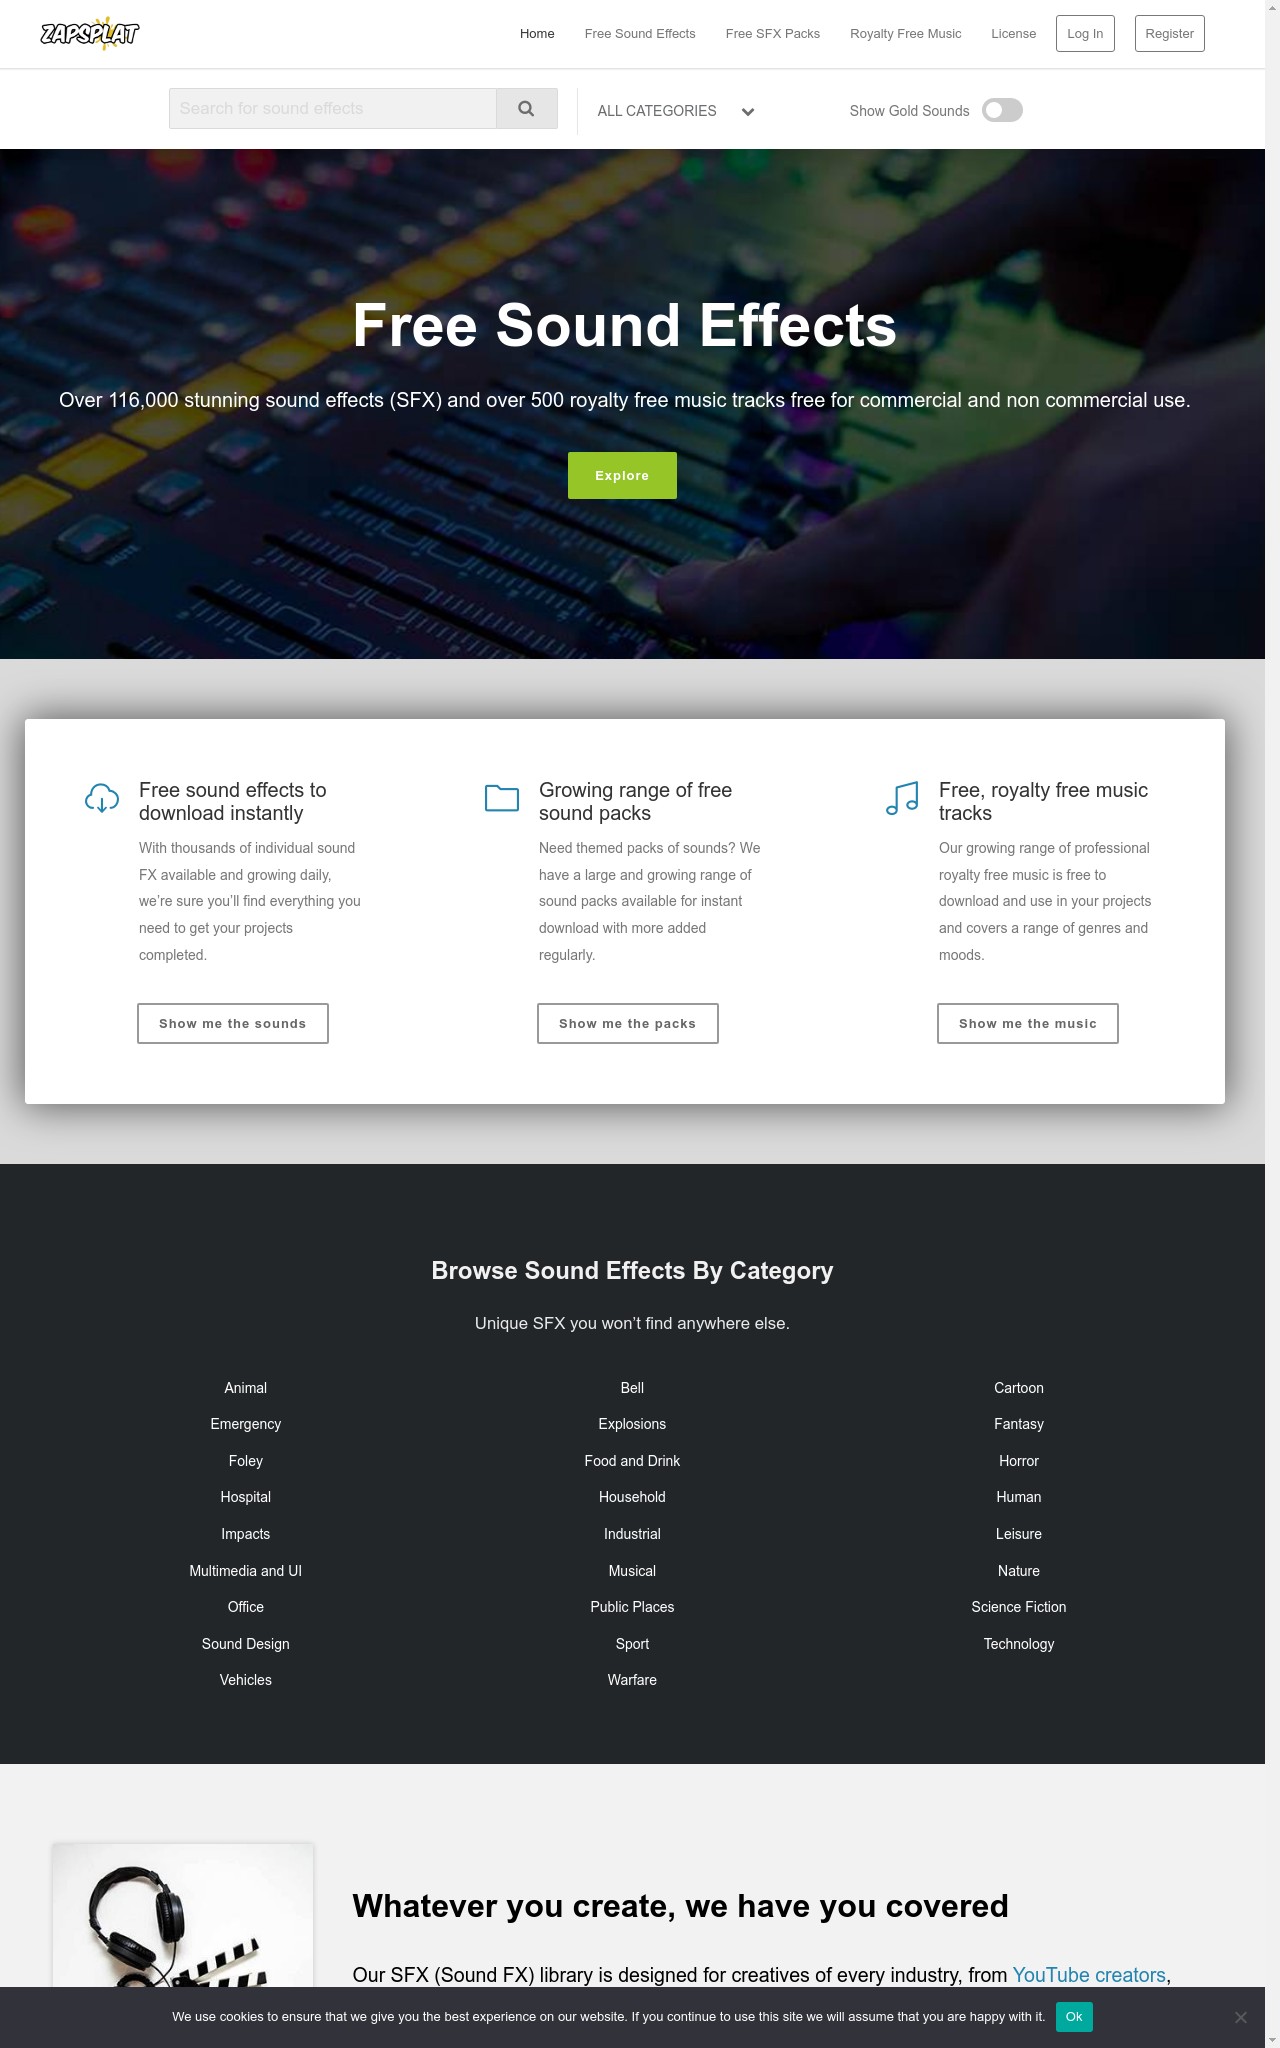 ZAPSPLAT
Home Free Sound Effects Free SFX Packs Royalty Free Music License Log In Register
Search for sound effects ALL CATEGORIES Show Gold Sounds
Free Sound Effects
Over 116,000 stunning sound effects (SFX) and over 500 royalty free music tracks free for commercial and non commercial use.
Explore
MUTE
MUTE
Free sound effects to
download instantly
With thousands of individual sound
FX available and growing daily,
we’re sure you’ll find everything you
need to get your projects
completed.
Show me the sounds
Growing range of free
sound packs
Need themed packs of sounds? We
have a large and growing range of
sound packs available for instant
download with more added
regularly.
Show me the packs
Free, royalty free music
tracks
Our growing range of professional
royalty free music is free to
download and use in your projects
and covers a range of genres and
moods.
Show me the music
Browse Sound Effects By Category
Unique SFX you won’t find anywhere else.
Animal Bell Cartoon
Emergency Explosions Fantasy
Foley Food and Drink Horror
Hospital Household Human
Impacts Industrial Leisure
Multimedia and UI Musical Nature
Office Public Places Science Fiction
Sound Design Sport Technology
Vehicles Warfare
Whatever you create, we have you covered
Our SFX (Sound FX) library is designed for creatives of every industry, from YouTube creators,
We use cookies to ensure that we give you the best experience on our website. If you continue to use this site we will assume that you are happy with it. Ok